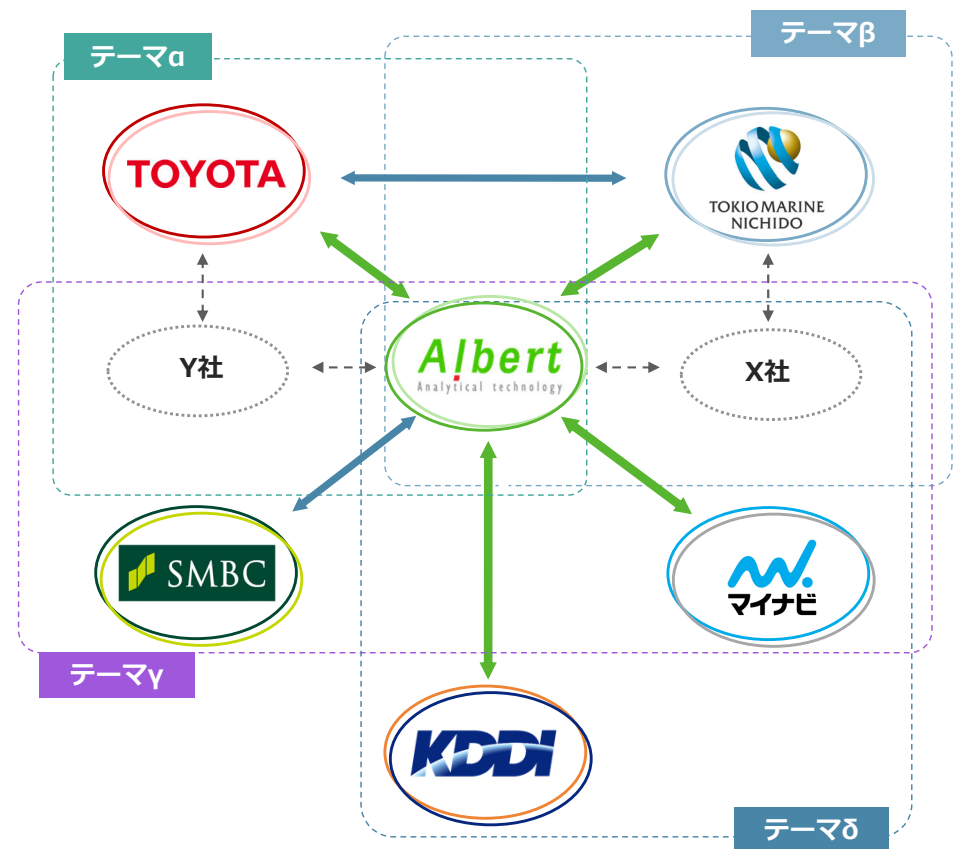 テーマα
テーマβ
TOYOTA
TOKIO MARINE
NICHIDO
Y社
Albert
Analytical technology
X社
SMBC
マイナビ
テーマγ
KDDI
テーマδ